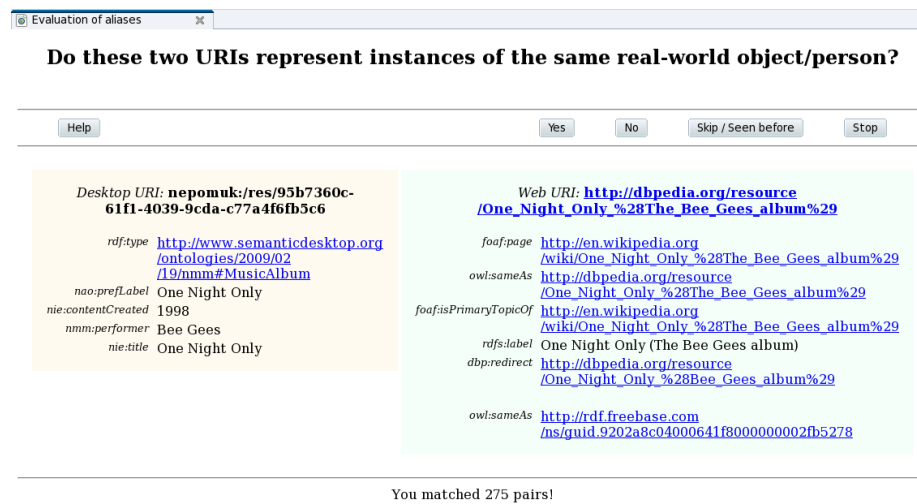 Evaluation of aliases
Do these two URIs represent instances of the same real-world object/person?
Help
Yes
No
Skip / Seen before
Stop
Desktop URI: nepomuk:/res/95b7360c-
61f1-4039-9cda-c77a4f6fb5c6
rdf:type http://www.semanticdesktop.org
/ontologies/2009/02
/19/nmm#MusicAlbum
nao:prefLabel One Night Only
nie:contentCreated 1998
nmm:performer Bee Gees
nie:title One Night Only
Web URI: http://dbpedia.org/resource
/One_Night_Only_%28The_Bee_Gees_album%29
foaf:page http://en.wikipedia.org
/wiki/One_Night_Only_%28The_Bee_Gees_album%29
owl:sameAs http://dbpedia.org/resource
/One_Night_Only_%28The_Bee_Gees_album%29
foaf:isPrimaryTopicOf http://en.wikipedia.org
/wiki/One_Night_Only_%28The_Bee_Gees_album%29
rdfs:label One Night Only (The Bee Gees album)
dbp:redirect http://dbpedia.org/resource
/One_Night_Only_%28Bee_Gees_album%29
owl:sameAs http://rdf.freebase.com
/ns/guid.9202a8c04000641f8000000002fb5278
You matched 275 pairs!